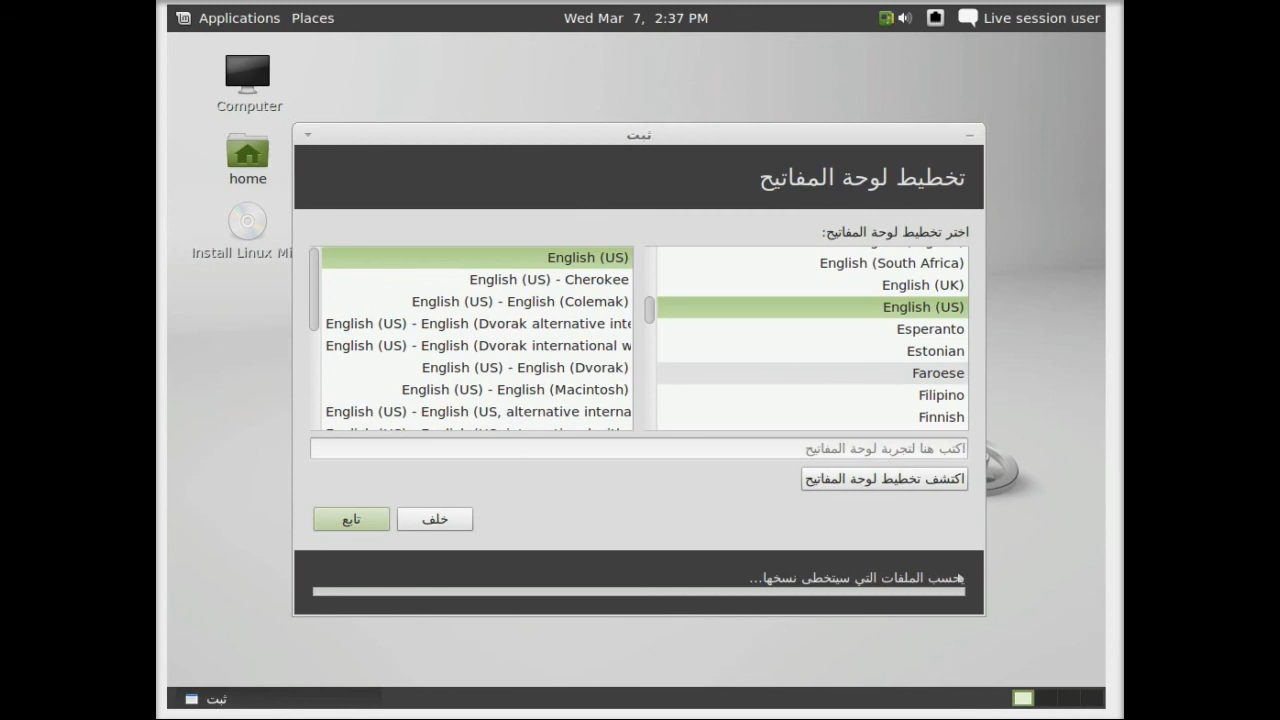 Applications Places Wed Mar 7, 2:37 PM Live session user
Computer
home
Install Linux Mi
ثبت
تخطيط لوحة المفاتيح
اختر تخطيط لوحة المفاتيح:
English (South Africa)
English (UK)
English (US)
Esperanto
Estonian
Faroese
Filipino
Finnish
English (US)
English (US) - Cherokee
English (US) - English (Colemak)
English (US) - English (Dvorak alternative inte
English (US) - English (Dvorak international w
English (US) - English (Dvorak)
English (US) - English (Macintosh)
English (US) - English (US, alternative interna
اكتب هنا لتجربة لوحة المفاتيح
اكتشف تخطيط لوحة المفاتيح
خلف
تابع
يحسب الملفات التي سيتخطى نسخها...
ثبت